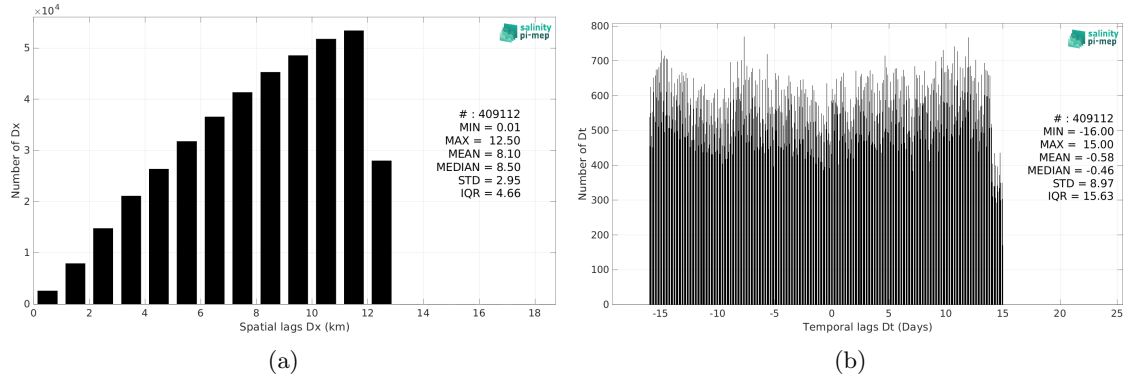 ×10⁴
salinity
pi-mep
5
4
3
2
1
0
Number of Dx
# : 409112
MIN = 0.01
MAX = 12.50
MEAN = 8.10
MEDIAN = 8.50
STD = 2.95
IQR = 4.66
0 2 4 6 8 10 12 14 16 18
Spatial lags Dx (km)
(a)
800
700
600
500
400
300
200
100
0
Number of Dt
salinity
pi-mep
# : 409112
MIN = -16.00
MAX = 15.00
MEAN = -0.58
MEDIAN = -0.46
STD = 8.97
IQR = 15.63
-15 -10 -5 0 5 10 15 20 25
Temporal lags Dt (Days)
(b)